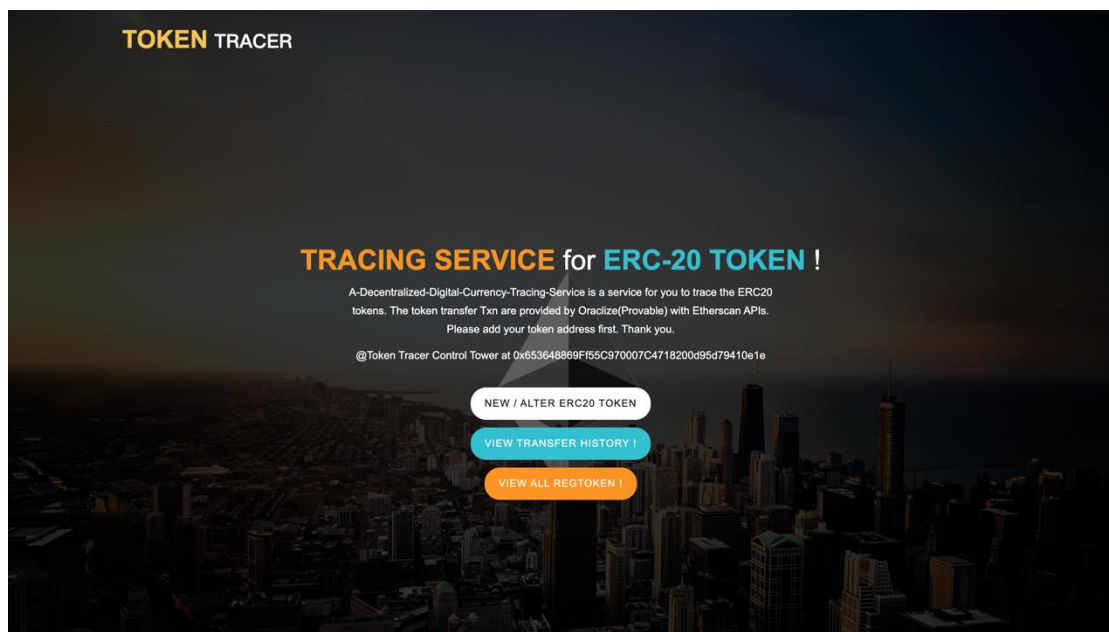 TOKEN TRACER
TRACING SERVICE for ERC-20 TOKEN !
A-Decentralized-Digital-Currency-Tracing-Service is a service for you to trace the ERC20
tokens. The token transfer Txn are provided by Oraclize(Provable) with Etherscan APIs.
Please add your token address first. Thank you.
@Token Tracer Control Tower at 0x653648869Ff55C970007C4718200d95d79410e1e
NEW / ALTER ERC20 TOKEN
VIEW TRANSFER HISTORY !
VIEW ALL REGTOKEN !